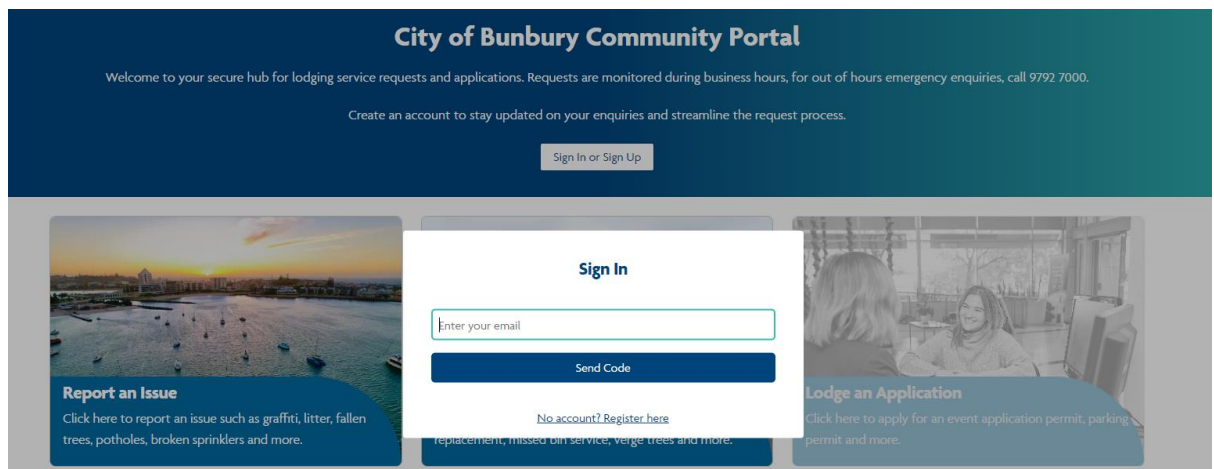 City of Bunbury Community Portal
Welcome to your secure hub for lodging service requests and applications. Requests are monitored during business hours, for out of hours emergency enquiries, call 9792 7000.
Create an account to stay updated on your enquiries and streamline the request process.
Sign In or Sign Up
Sign In
Enter your email
Send Code
No account? Register here
Report an Issue
Click here to report an issue such as graffiti, litter, fallen
trees, potholes, broken sprinklers and more.
replacement, missed bin service, verge trees and more.
Lodge an Application
Click here to apply for an event application permit, parking
permit and more.